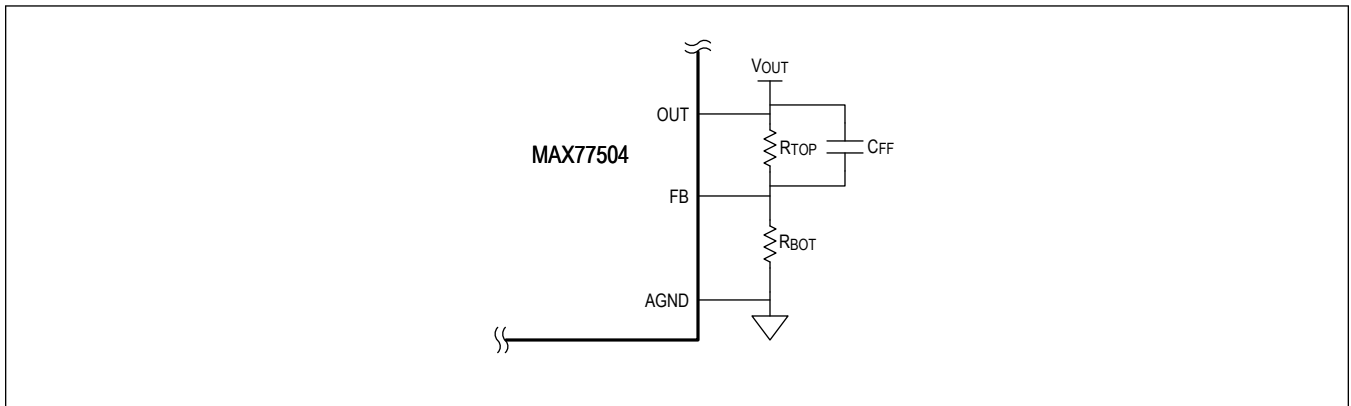 VOUT
OUT
RTOP
CFF
MAX77504
FB
RBOT
AGND